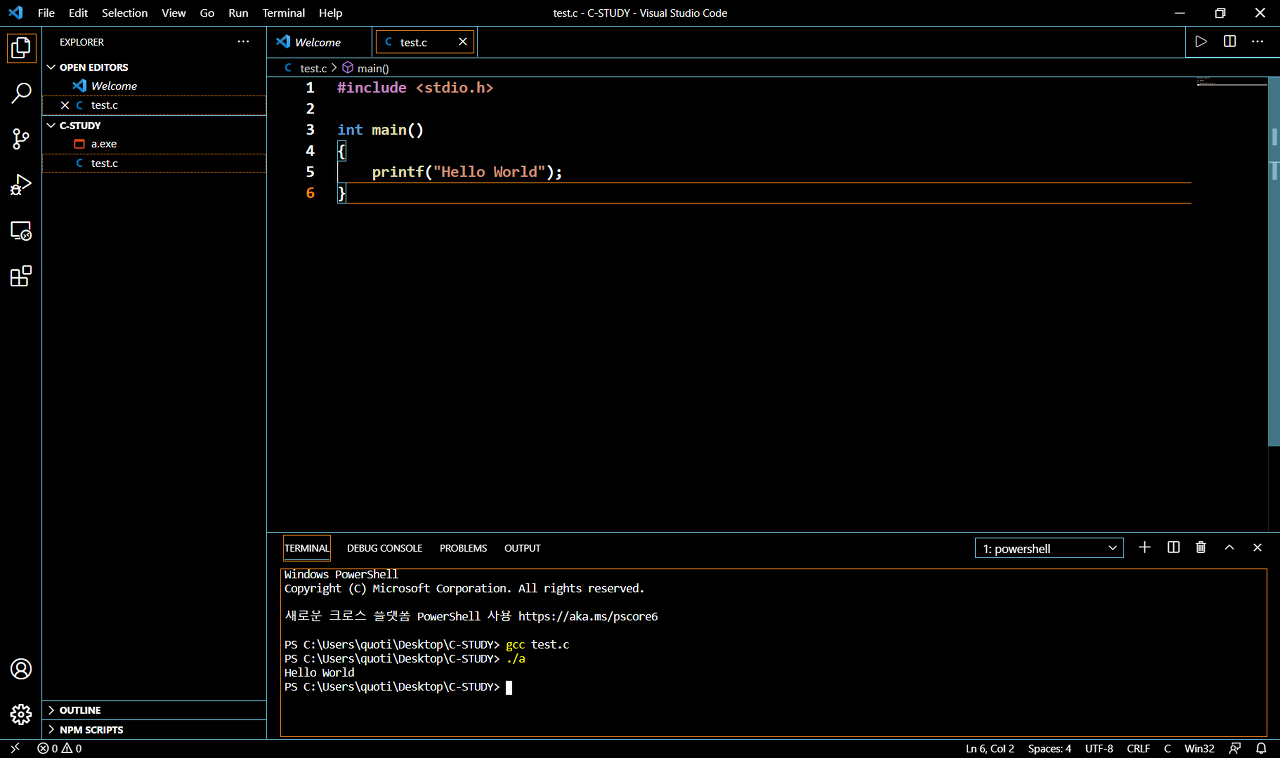 File Edit Selection View Go Run Terminal Help test.c - C-STUDY - Visual Studio Code
EXPLORER
OPEN EDITORS
Welcome
test.c
C-STUDY
a.exe
test.c
OUTLINE
NPM SCRIPTS
Welcome test.c
test.c > main()
1 #include <stdio.h>
2
3 int main()
4 {
5 printf("Hello World");
6 }
TERMINAL DEBUG CONSOLE PROBLEMS OUTPUT 1: powershell
Windows PowerShell
Copyright (C) Microsoft Corporation. All rights reserved.
새로운 크로스 플랫폼 PowerShell 사용 https://aka.ms/pscore6
PS C:\Users\quoti\Desktop\C-STUDY> gcc test.c
PS C:\Users\quoti\Desktop\C-STUDY> ./a
Hello World
PS C:\Users\quoti\Desktop\C-STUDY>
0 0 Ln 6, Col 2 Spaces: 4 UTF-8 CRLF C Win32